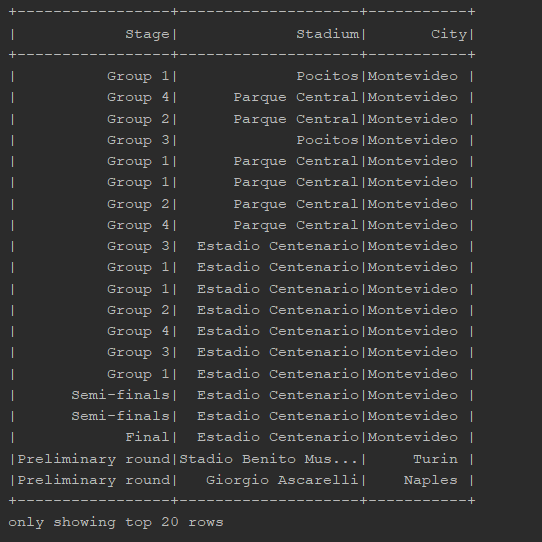 +-----------------+--------------------+-----------+
|            Stage|             Stadium|       City|
+-----------------+--------------------+-----------+
|          Group 1|             Pocitos|Montevideo |
|          Group 4|      Parque Central|Montevideo |
|          Group 2|      Parque Central|Montevideo |
|          Group 3|             Pocitos|Montevideo |
|          Group 1|      Parque Central|Montevideo |
|          Group 1|      Parque Central|Montevideo |
|          Group 2|      Parque Central|Montevideo |
|          Group 4|      Parque Central|Montevideo |
|          Group 3|  Estadio Centenario|Montevideo |
|          Group 1|  Estadio Centenario|Montevideo |
|          Group 1|  Estadio Centenario|Montevideo |
|          Group 2|  Estadio Centenario|Montevideo |
|          Group 4|  Estadio Centenario|Montevideo |
|          Group 3|  Estadio Centenario|Montevideo |
|          Group 1|  Estadio Centenario|Montevideo |
|      Semi-finals|  Estadio Centenario|Montevideo |
|      Semi-finals|  Estadio Centenario|Montevideo |
|            Final|  Estadio Centenario|Montevideo |
|Preliminary round|Stadio Benito Mus...|     Turin |
|Preliminary round|   Giorgio Ascarelli|    Naples |
+-----------------+--------------------+-----------+
only showing top 20 rows